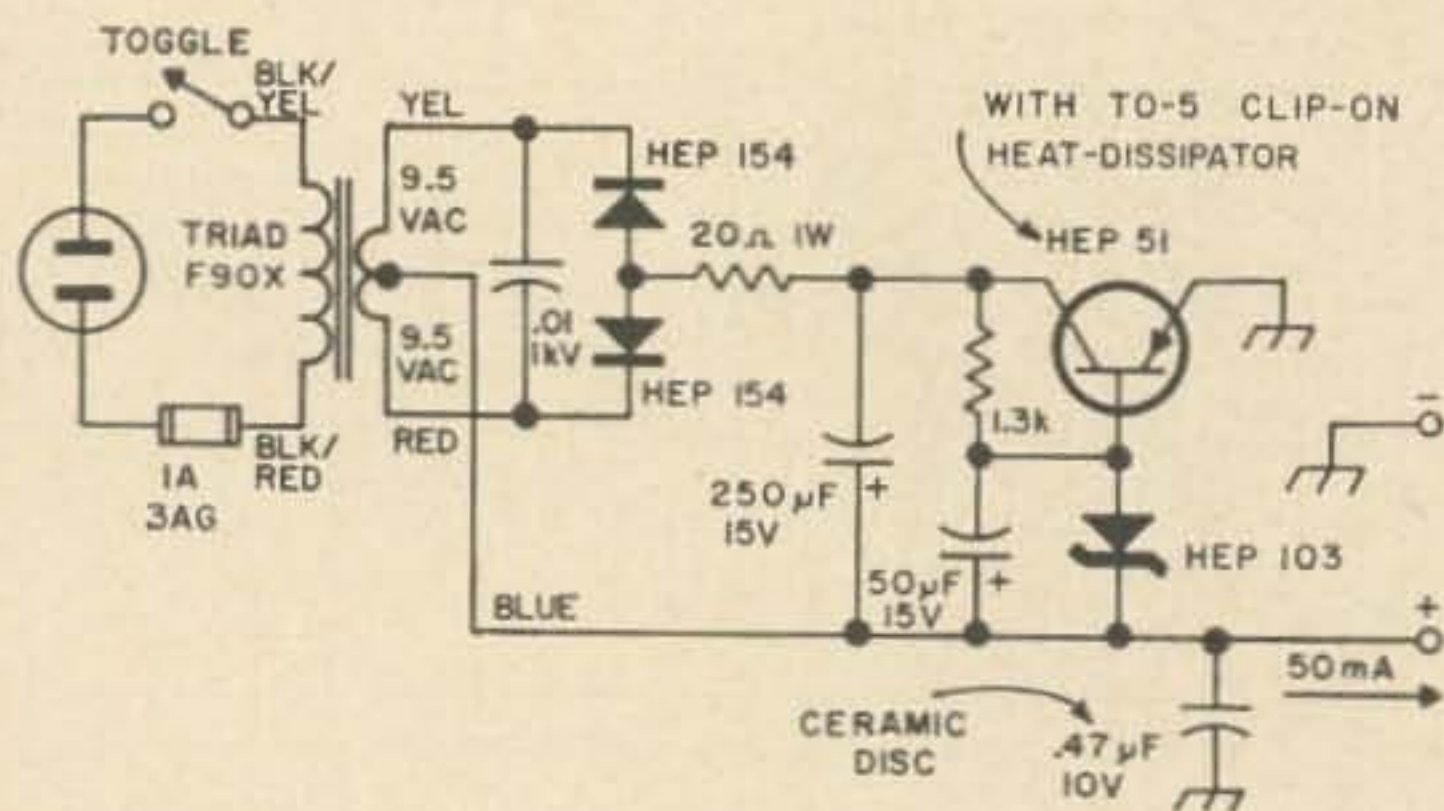 TOGGLE
BLK/
YEL
YEL
9.5
VAC
TRIAD
F90X
9.5
VAC
.01
1kV
HEP 154
HEP 154
20Ω 1W
WITH TO-5 CLIP-ON
HEAT-DISSIPATOR
HEP 51
1A
3AG
BLK/
RED
RED
1.3k
250µF +
15V
50µF +
15V
HEP 103
BLUE
-
+
50mA
CERAMIC
DISC
.47µF
10V